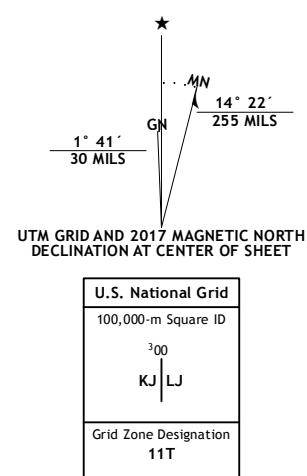 ★
MN
GN
14° 22´
255 MILS
1° 41´
30 MILS
UTM GRID AND 2017 MAGNETIC NORTH
DECLINATION AT CENTER OF SHEET
U.S. National Grid
100,000-m Square ID
³00
KJ LJ
Grid Zone Designation
11T